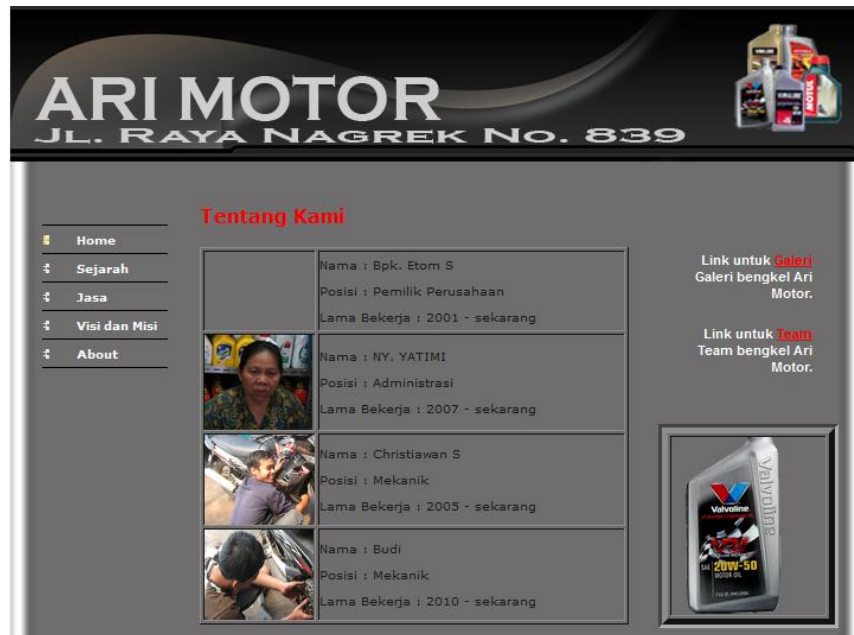 ARI MOTOR
JL. RAYA NAGREK NO. 839
Home
Sejarah
Jasa
Visi dan Misi
About
Tentang Kami
Nama : Bpk. Etom S
Posisi : Pemilik Perusahaan
Lama Bekerja : 2001 - sekarang
Nama : NY. YATIMI
Posisi : Administrasi
Lama Bekerja : 2007 - sekarang
Nama : Christiawan S
Posisi : Mekanik
Lama Bekerja : 2005 - sekarang
Nama : Budi
Posisi : Mekanik
Lama Bekerja : 2010 - sekarang
Link untuk Galeri
Galeri bengkel Ari
Motor.
Link untuk Team
Team bengkel Ari
Motor.
MOTUL
Valvoline
Valvoline
SAE 20W-50
MOTOR OIL